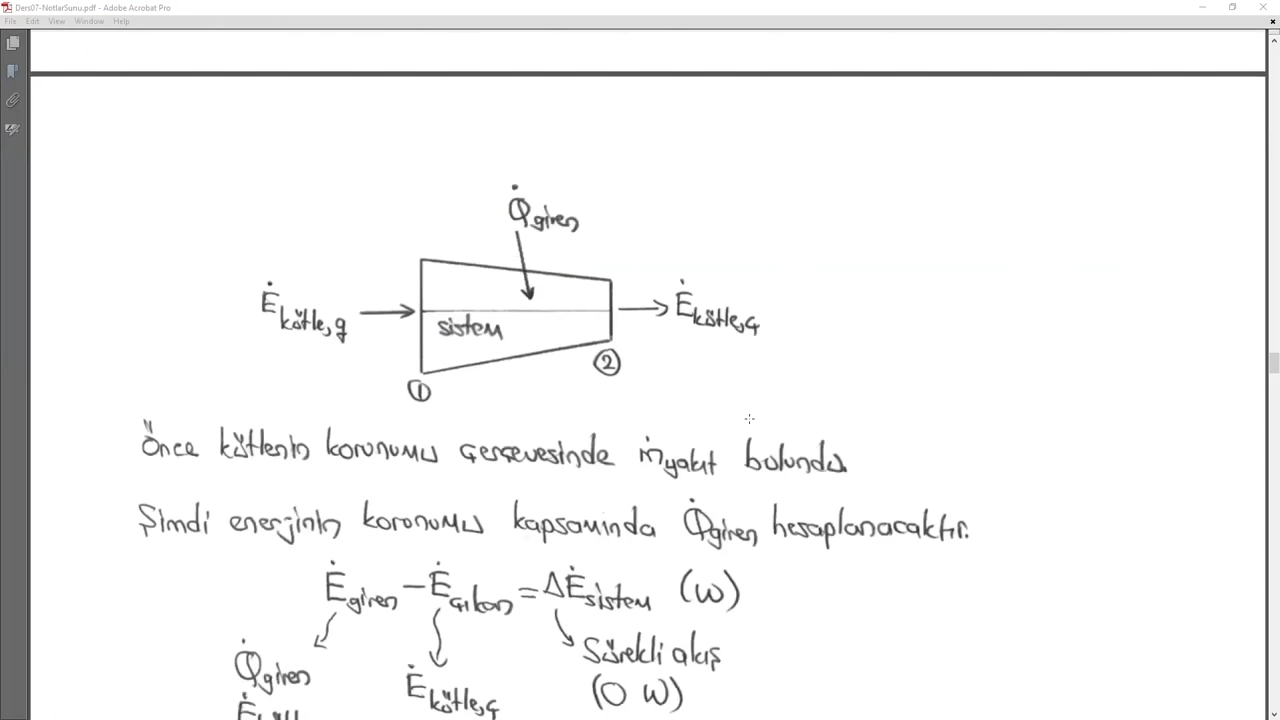 Ders07-NotlarSunu.pdf - Adobe Acrobat Pro
File Edit View Window Help
Q̇giren
Ėkütle,g
Ėkütle,ç
sistem
①
②
Önce kütlenin korunumu çerçevesinde ṁyakıt bulundu.
Şimdi enerjinin korunumu kapsamında Q̇giren hesaplanacaktır.
Ėgiren - Ėçıkan = ΔĖsistem (W)
Sürekli akış
Q̇giren
Ėkütle,ç
(0 W)